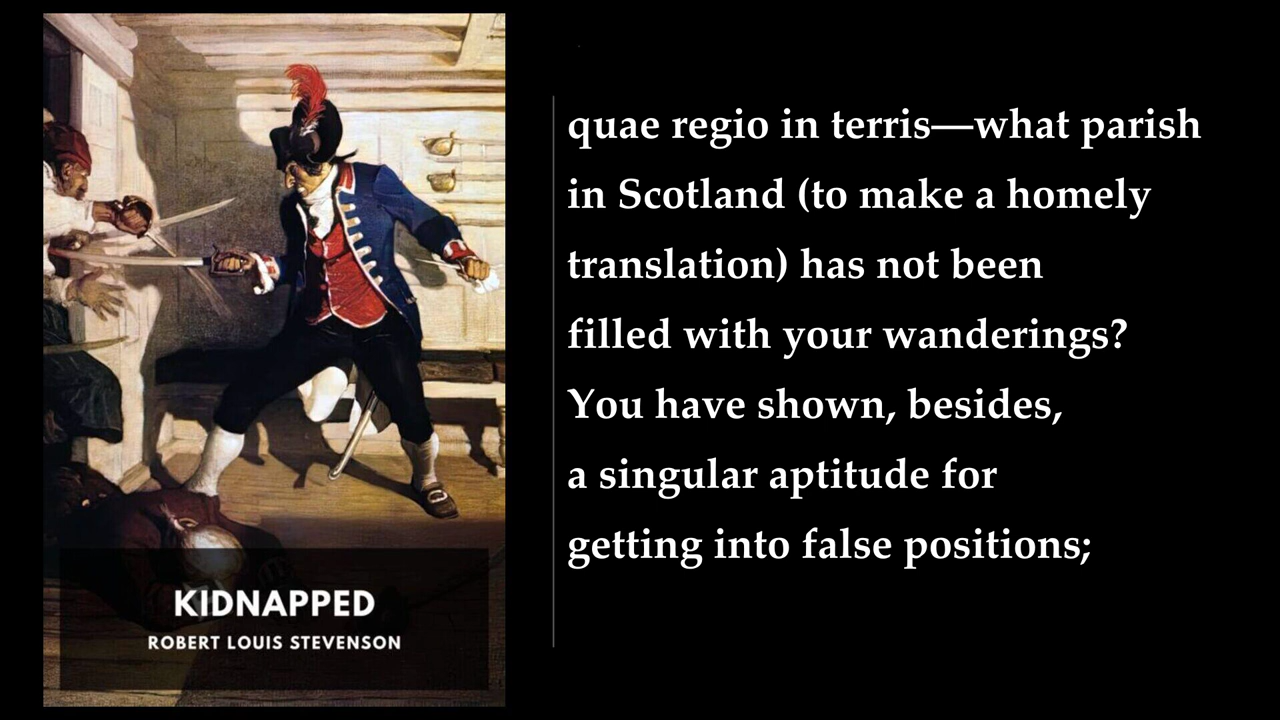 KIDNAPPED
ROBERT LOUIS STEVENSON
quae regio in terris—what parish
in Scotland (to make a homely
translation) has not been
filled with your wanderings?
You have shown, besides,
a singular aptitude for
getting into false positions;